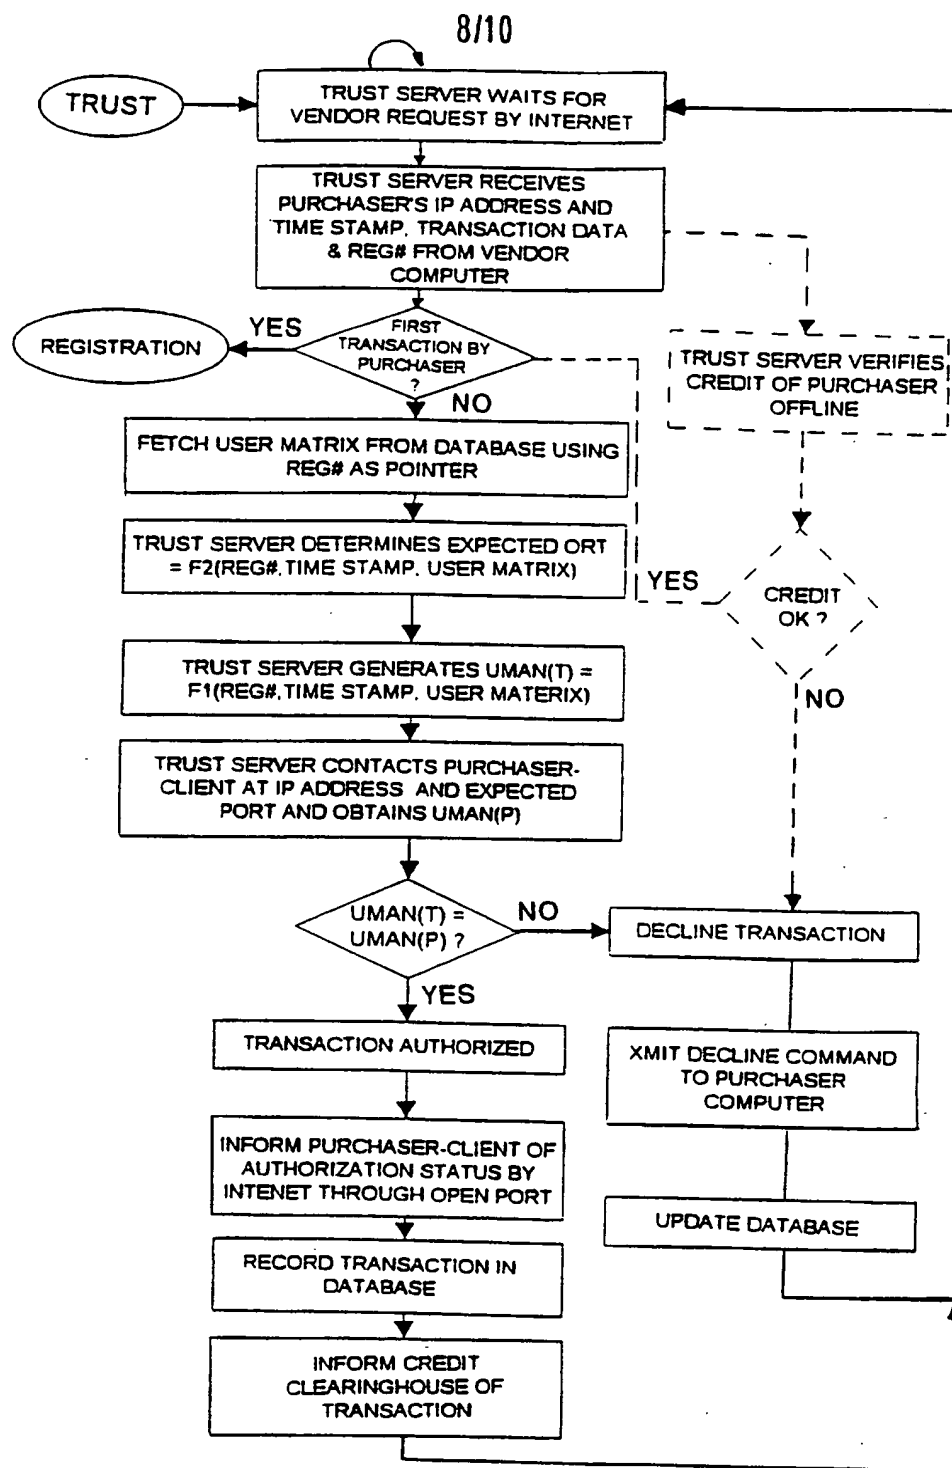 8/10
TRUST
TRUST SERVER WAITS FOR
VENDOR REQUEST BY INTERNET
TRUST SERVER RECEIVES
PURCHASER'S IP ADDRESS AND
TIME STAMP, TRANSACTION DATA
& REG# FROM VENDOR
COMPUTER
FIRST
TRANSACTION BY
PURCHASER
?
YES
REGISTRATION
NO
TRUST SERVER VERIFIES
CREDIT OF PURCHASER
OFFLINE
FETCH USER MATRIX FROM DATABASE USING
REG# AS POINTER
TRUST SERVER DETERMINES EXPECTED ORT
= F2(REG#,TIME STAMP, USER MATRIX)
YES
CREDIT
OK ?
NO
TRUST SERVER GENERATES UMAN(T) =
F1(REG#,TIME STAMP, USER MATERIX)
TRUST SERVER CONTACTS PURCHASER-
CLIENT AT IP ADDRESS AND EXPECTED
PORT AND OBTAINS UMAN(P)
UMAN(T) =
UMAN(P) ?
NO
DECLINE TRANSACTION
YES
TRANSACTION AUTHORIZED
XMIT DECLINE COMMAND
TO PURCHASER
COMPUTER
INFORM PURCHASER-CLIENT OF
AUTHORIZATION STATUS BY
INTENET THROUGH OPEN PORT
UPDATE DATABASE
RECORD TRANSACTION IN
DATABASE
INFORM CREDIT
CLEARINGHOUSE OF
TRANSACTION